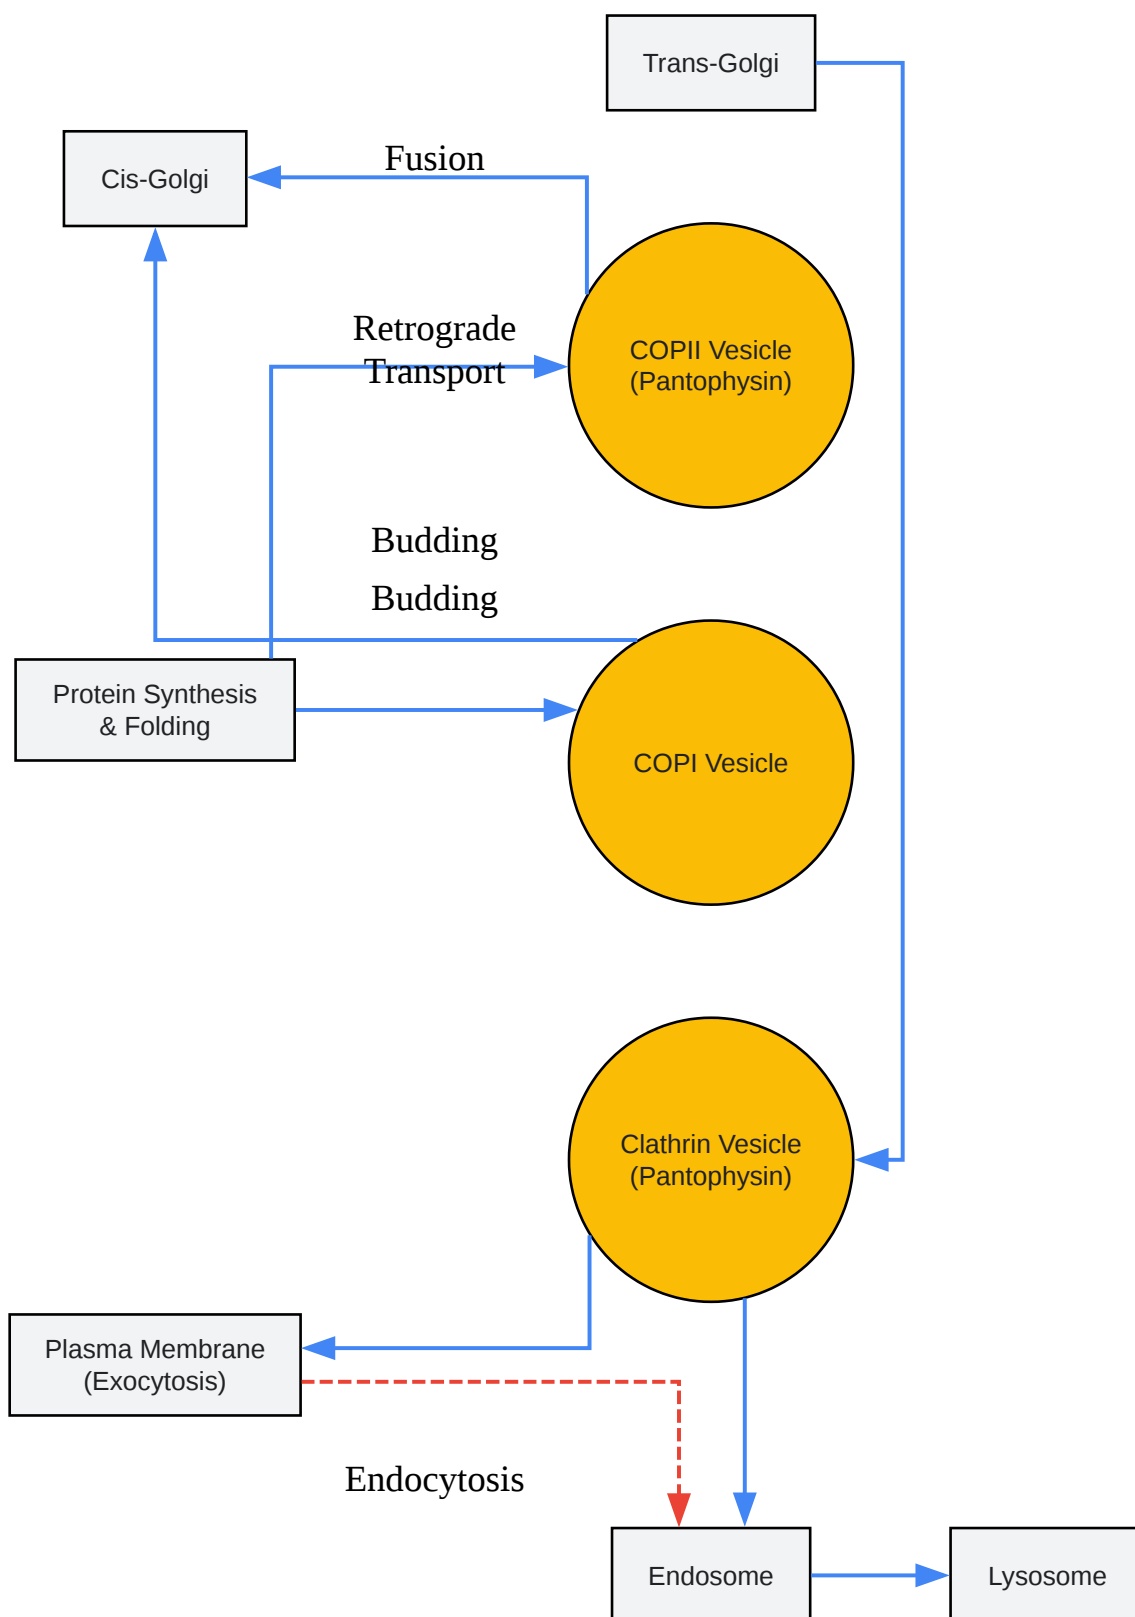 Trans-Golgi
Cis-Golgi
Fusion
Retrograde
Transport
COPII Vesicle
(Pantophysin)
Budding
Budding
Protein Synthesis
& Folding
COPI Vesicle
Clathrin Vesicle
(Pantophysin)
Plasma Membrane
(Exocytosis)
Endocytosis
Endosome
Lysosome